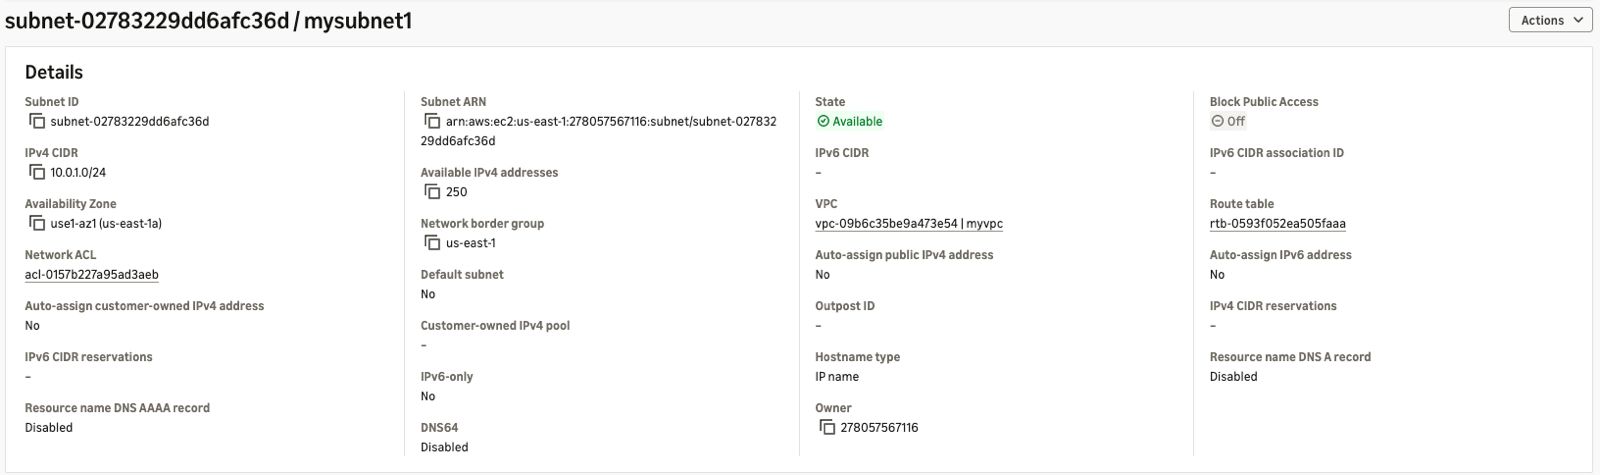 subnet-02783229dd6afc36d / mysubnet1
Actions
Details
Subnet ID
subnet-02783229dd6afc36d
IPv4 CIDR
10.0.1.0/24
Availability Zone
use1-az1 (us-east-1a)
Network ACL
acl-0157b227a95ad3aeb
Auto-assign customer-owned IPv4 address
No
IPv6 CIDR reservations
–
Resource name DNS AAAA record
Disabled
Subnet ARN
arn:aws:ec2:us-east-1:278057567116:subnet/subnet-027832
29dd6afc36d
Available IPv4 addresses
250
Network border group
us-east-1
Default subnet
No
Customer-owned IPv4 pool
–
IPv6-only
No
DNS64
Disabled
State
Available
IPv6 CIDR
–
VPC
vpc-09b6c35be9a473e54 | myvpc
Auto-assign public IPv4 address
No
Outpost ID
–
Hostname type
IP name
Owner
278057567116
Block Public Access
Off
IPv6 CIDR association ID
–
Route table
rtb-0593f052ea505faaa
Auto-assign IPv6 address
No
IPv4 CIDR reservations
–
Resource name DNS A record
Disabled